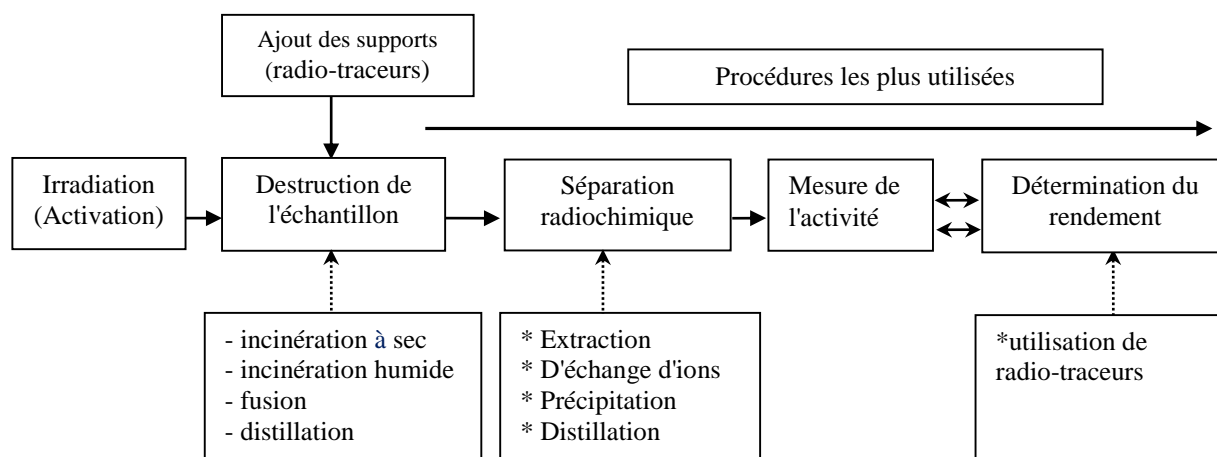 Ajout des supports
(radio-traceurs)
Procédures les plus utilisées
Irradiation
(Activation)
Destruction de
l'échantillon
Séparation
radiochimique
Mesure de
l'activité
Détermination du
rendement
- incinération à sec
- incinération humide
- fusion
- distillation
* Extraction
* D'échange d'ions
* Précipitation
* Distillation
*utilisation de
radio-traceurs